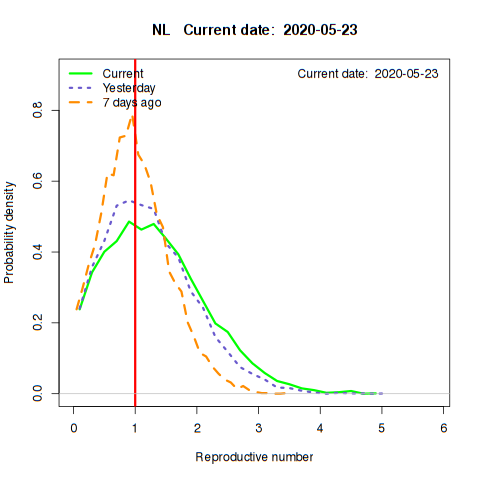 NL Current date: 2020-05-23
Current Current date: 2020-05-23
Yesterday
7 days ago
Probability density
0.8
0.6
0.4
0.2
0.0
0 1 2 3 4 5 6
Reproductive number